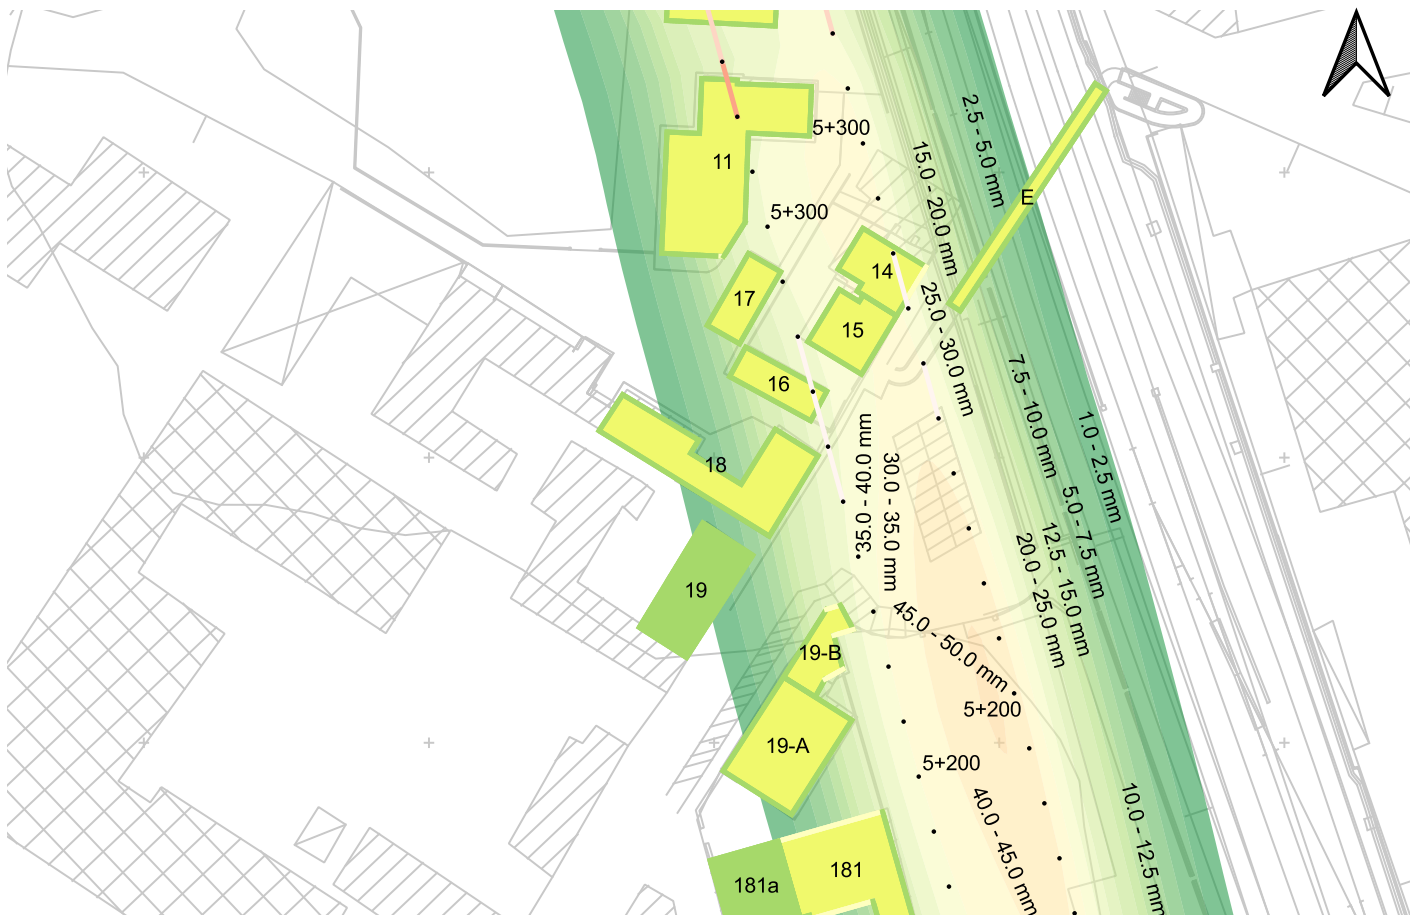 2.5 - 5.0 mm
5+300
11
15.0 - 20.0 mm
E
5+300
14
17
25.0 - 30.0 mm
15
16
7.5 - 10.0 mm
1.0 - 2.5 mm
35.0 - 40.0 mm
30.0 - 35.0 mm
18
5.0 - 7.5 mm
12.5 - 15.0 mm
20.0 - 25.0 mm
19
45.0 - 50.0 mm
19-B
5+200
19-A
5+200
40.0 - 45.0 mm
10.0 - 12.5 mm
181
181a